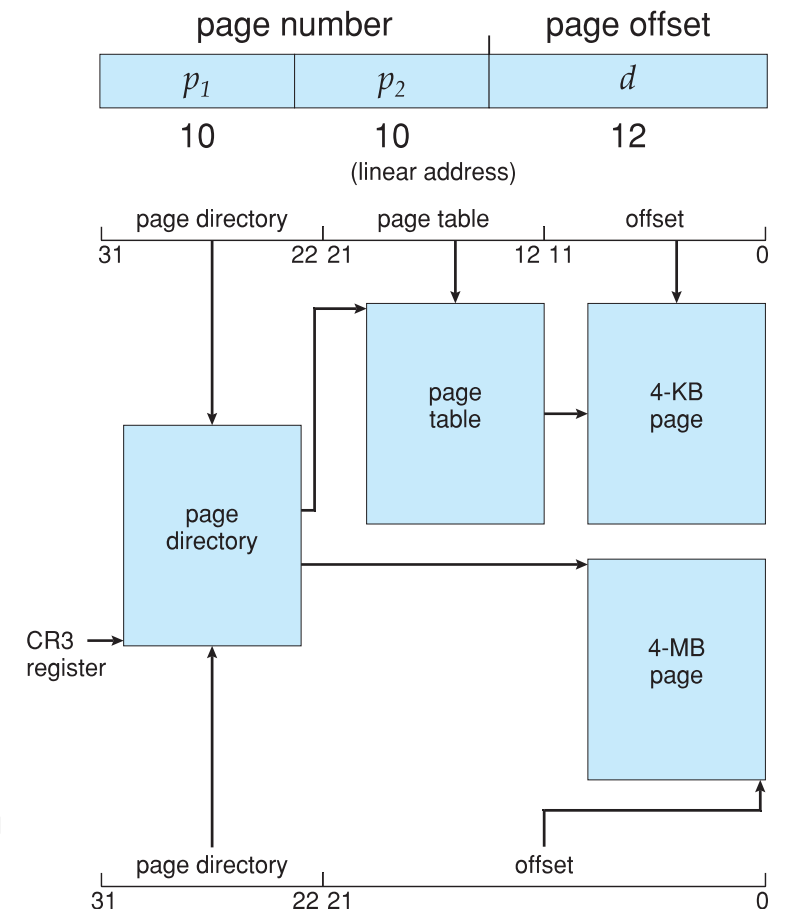 page number page offset
p1 p2 d
10 10 12
(linear address)
page directory page table offset
31 22 21 12 11 0
page
table
4-KB
page
page
directory
CR3
register
4-MB
page
page directory offset
31 22 21 0